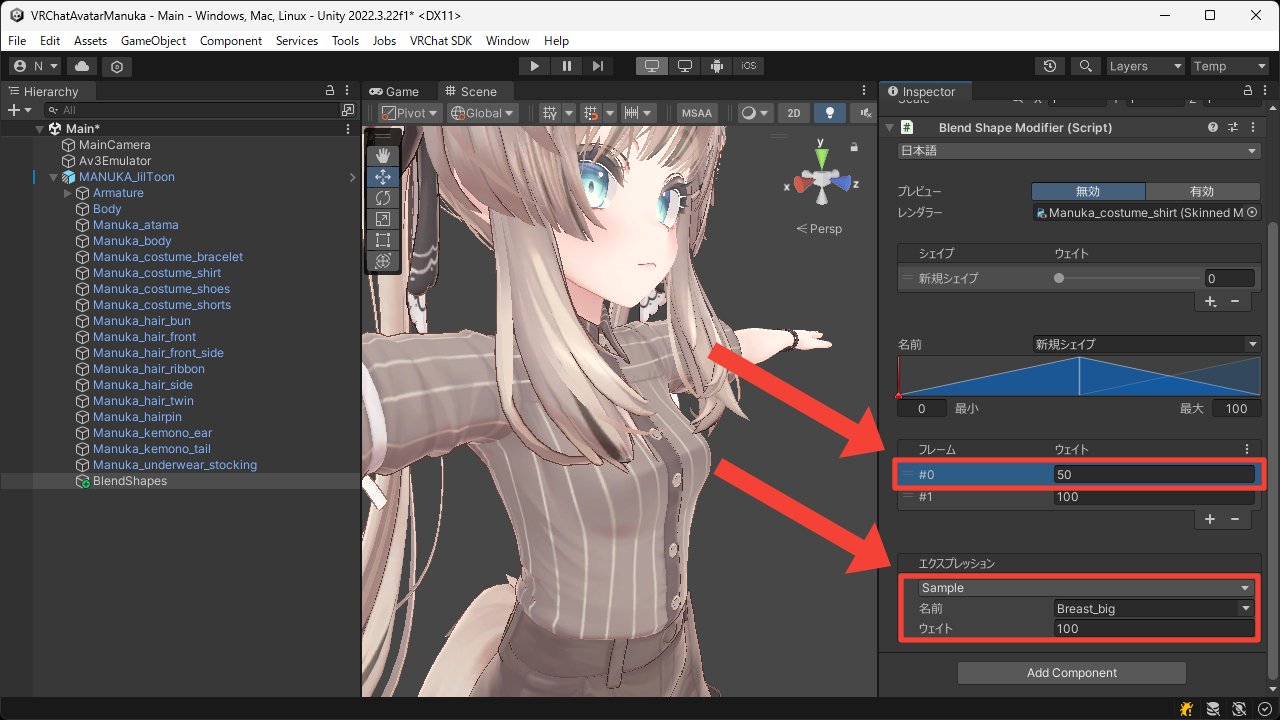 VRChatAvatarManuka - Main - Windows, Mac, Linux - Unity 2022.3.22f1* <DX11>
File Edit Assets GameObject Component Services Tools Jobs VRChat SDK Window Help
N iOS Layers Temp
Hierarchy
All
Main*
MainCamera
Av3Emulator
MANUKA_lilToon
Armature
Body
Manuka_atama
Manuka_body
Manuka_costume_bracelet
Manuka_costume_shirt
Manuka_costume_shoes
Manuka_costume_shorts
Manuka_hair_bun
Manuka_hair_front
Manuka_hair_front_side
Manuka_hair_ribbon
Manuka_hair_side
Manuka_hair_twin
Manuka_hairpin
Manuka_kemono_ear
Manuka_kemono_tail
Manuka_underwear_stocking
BlendShapes
Game Scene
Pivot Global MSAA 2D
y
x z
Persp
Inspector
Scale X 1 Y 1 Z 1
Blend Shape Modifier (Script)
日本語
プレビュー 無効 有効
レンダラー Manuka_costume_shirt (Skinned M
シェイプ ウェイト
新規シェイプ 0
+ −
名前 新規シェイプ
0 最小 最大 100
フレーム ウェイト
#0 50
#1 100
+ −
エクスプレッション
Sample
名前 Breast_big
ウェイト 100
Add Component